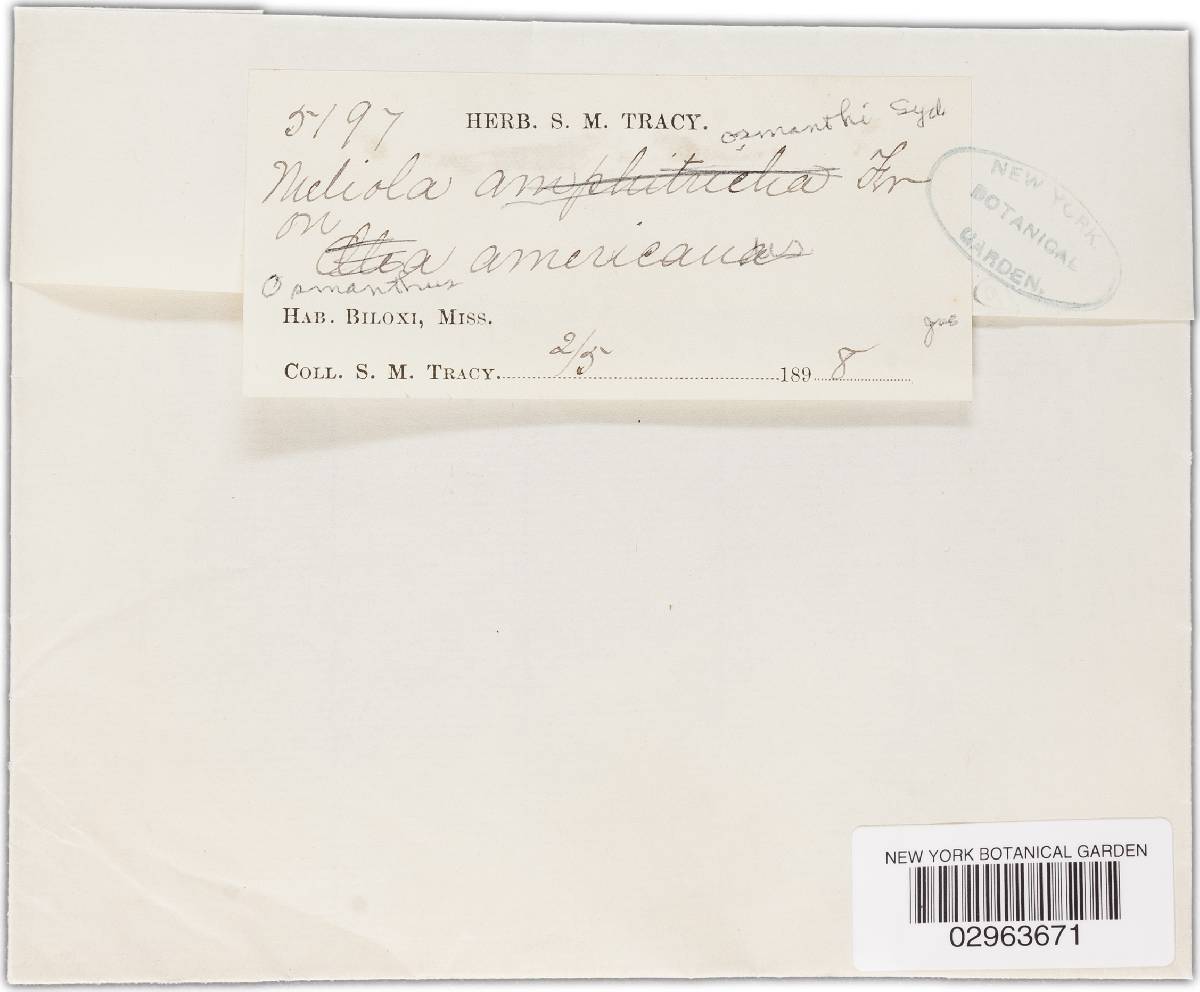 5197 HERB. S. M. TRACY. osmanthi Syd.
Meliola amphitricha Fr
on
Olea americanus
Osmanthus
HAB. BILOXI, MISS.
COLL. S. M. TRACY. 2/5 1898
NEW YORK
BOTANICAL
GARDEN.
NEW YORK BOTANICAL GARDEN
02963671